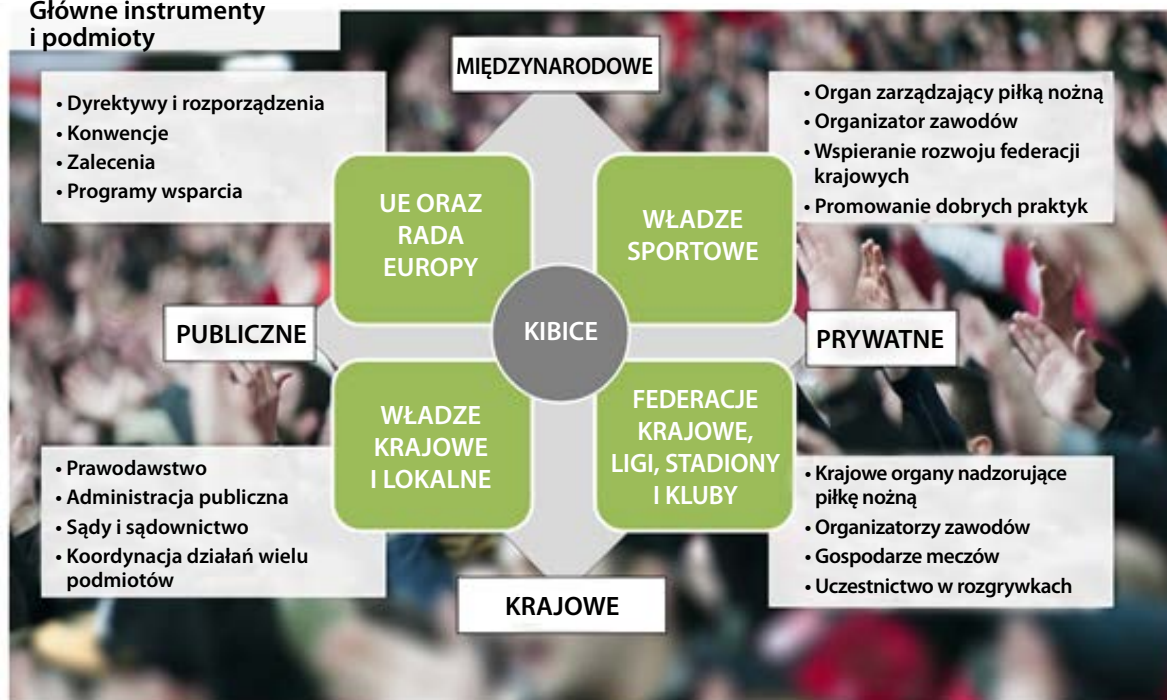 Główne instrumenty
i podmioty
MIĘDZYNARODOWE
• Dyrektywy i rozporządzenia
• Konwencje
• Zalecenia
• Programy wsparcia
• Organ zarządzający piłką nożną
• Organizator zawodów
• Wspieranie rozwoju federacji
krajowych
• Promowanie dobrych praktyk
UE ORAZ
RADA
EUROPY
WŁADZE
SPORTOWE
PUBLICZNE
KIBICE
PRYWATNE
WŁADZE
KRAJOWE
I LOKALNE
FEDERACJE
KRAJOWE,
LIGI, STADIONY
I KLUBY
• Prawodawstwo
• Administracja publiczna
• Sądy i sądownictwo
• Koordynacja działań wielu
podmiotów
• Krajowe organy nadzorujące
piłkę nożną
• Organizatorzy zawodów
• Gospodarze meczów
• Uczestnictwo w rozgrywkach
KRAJOWE